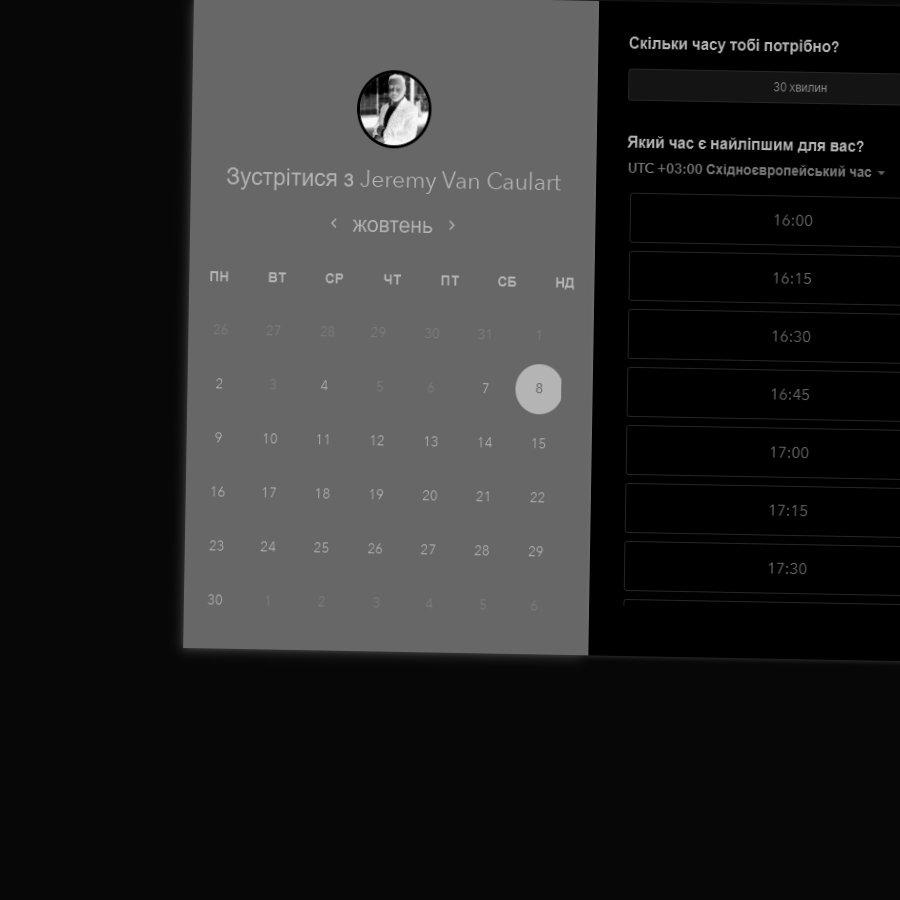 Зустрітися з Jeremy Van Caulart
жовтень
ПН ВТ СР ЧТ ПТ СБ НД
26 27 28 29 30 31 1
2 3 4 5 6 7 8
9 10 11 12 13 14 15
16 17 18 19 20 21 22
23 24 25 26 27 28 29
30 1 2 3 4 5 6
Скільки часу тобі потрібно?
30 хвилин
Який час є найліпшим для вас?
UTC +03:00 Східноєвропейський час
16:00
16:15
16:30
16:45
17:00
17:15
17:30